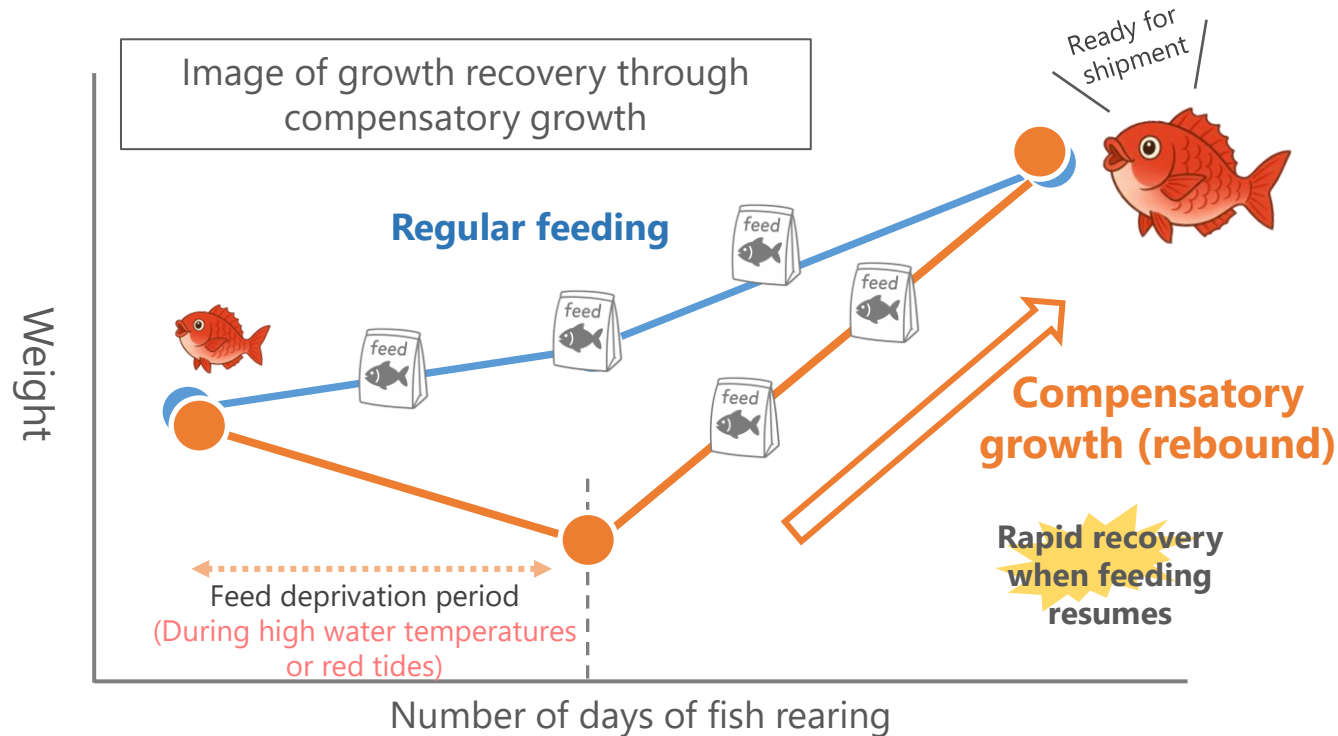 Image of growth recovery through
compensatory growth
Ready for
shipment
Regular feeding
feed
feed
feed
feed
feed
Weight
Compensatory
growth (rebound)
Rapid recovery
when feeding
resumes
Feed deprivation period
(During high water temperatures
or red tides)
Number of days of fish rearing